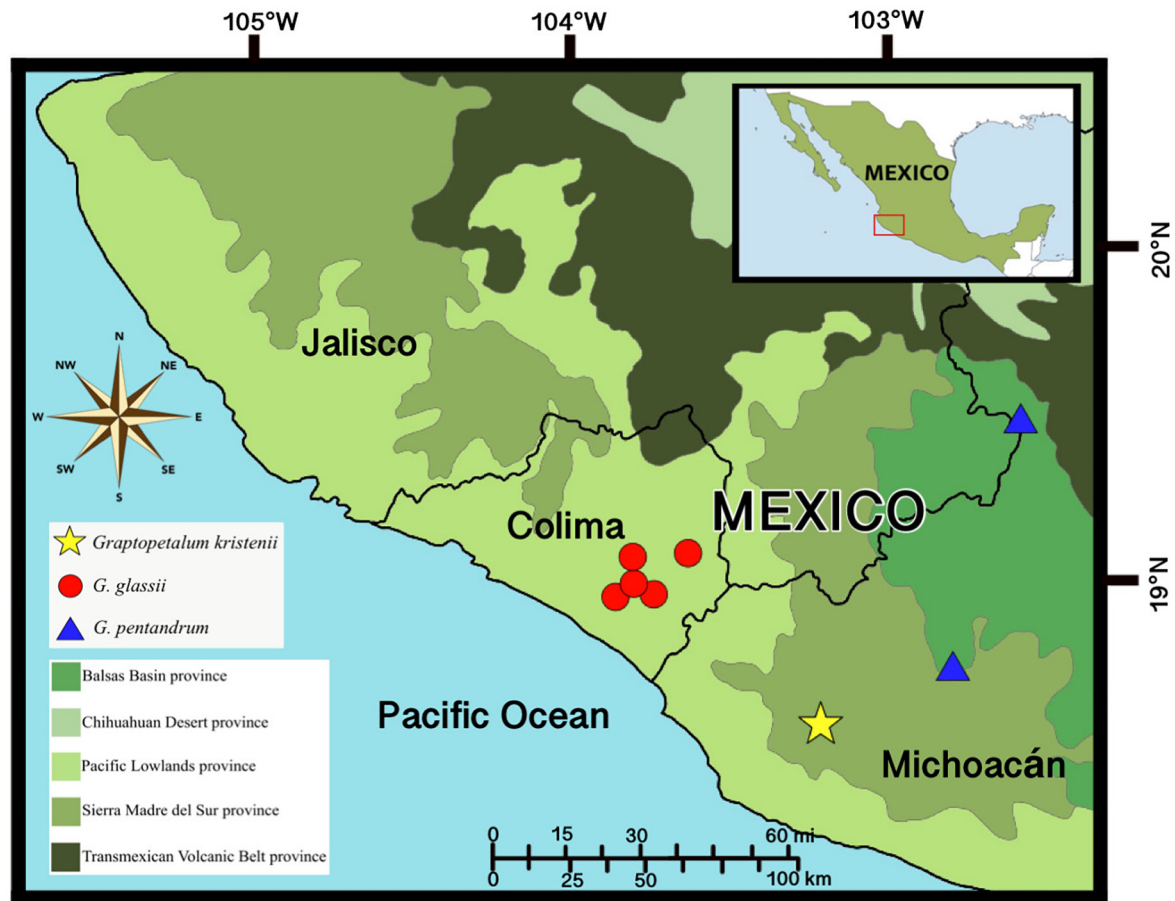 105°W 104°W 103°W
MEXICO
20°N
Jalisco
N
NW NE
W E
SW SE
S
MEXICO
Colima
Graptopetalum kristenii
G. glassii
G. pentandrum
19°N
Balsas Basin province
Chihuahuan Desert province
Pacific Lowlands province
Sierra Madre del Sur province
Transmexican Volcanic Belt province
Pacific Ocean
Michoacán
0 15 30 60 mi
0 25 50 100 km